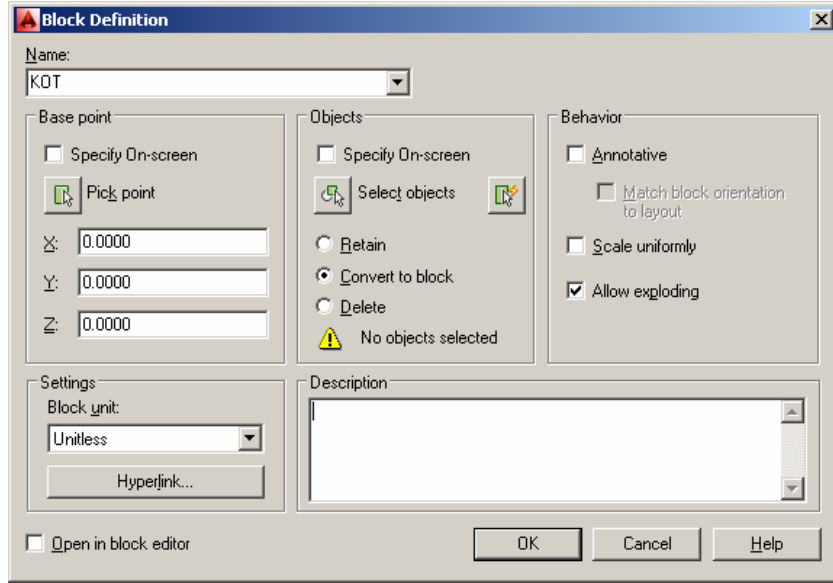 Block Definition
Name:
KOT
Base point
Specify On-screen
Pick point
X: 0.0000
Y: 0.0000
Z: 0.0000
Objects
Specify On-screen
Select objects
Retain
Convert to block
Delete
No objects selected
Behavior
Annotative
Match block orientation
to layout
Scale uniformly
Allow exploding
Settings
Block unit:
Unitless
Hyperlink...
Description
Open in block editor
OK
Cancel
Help